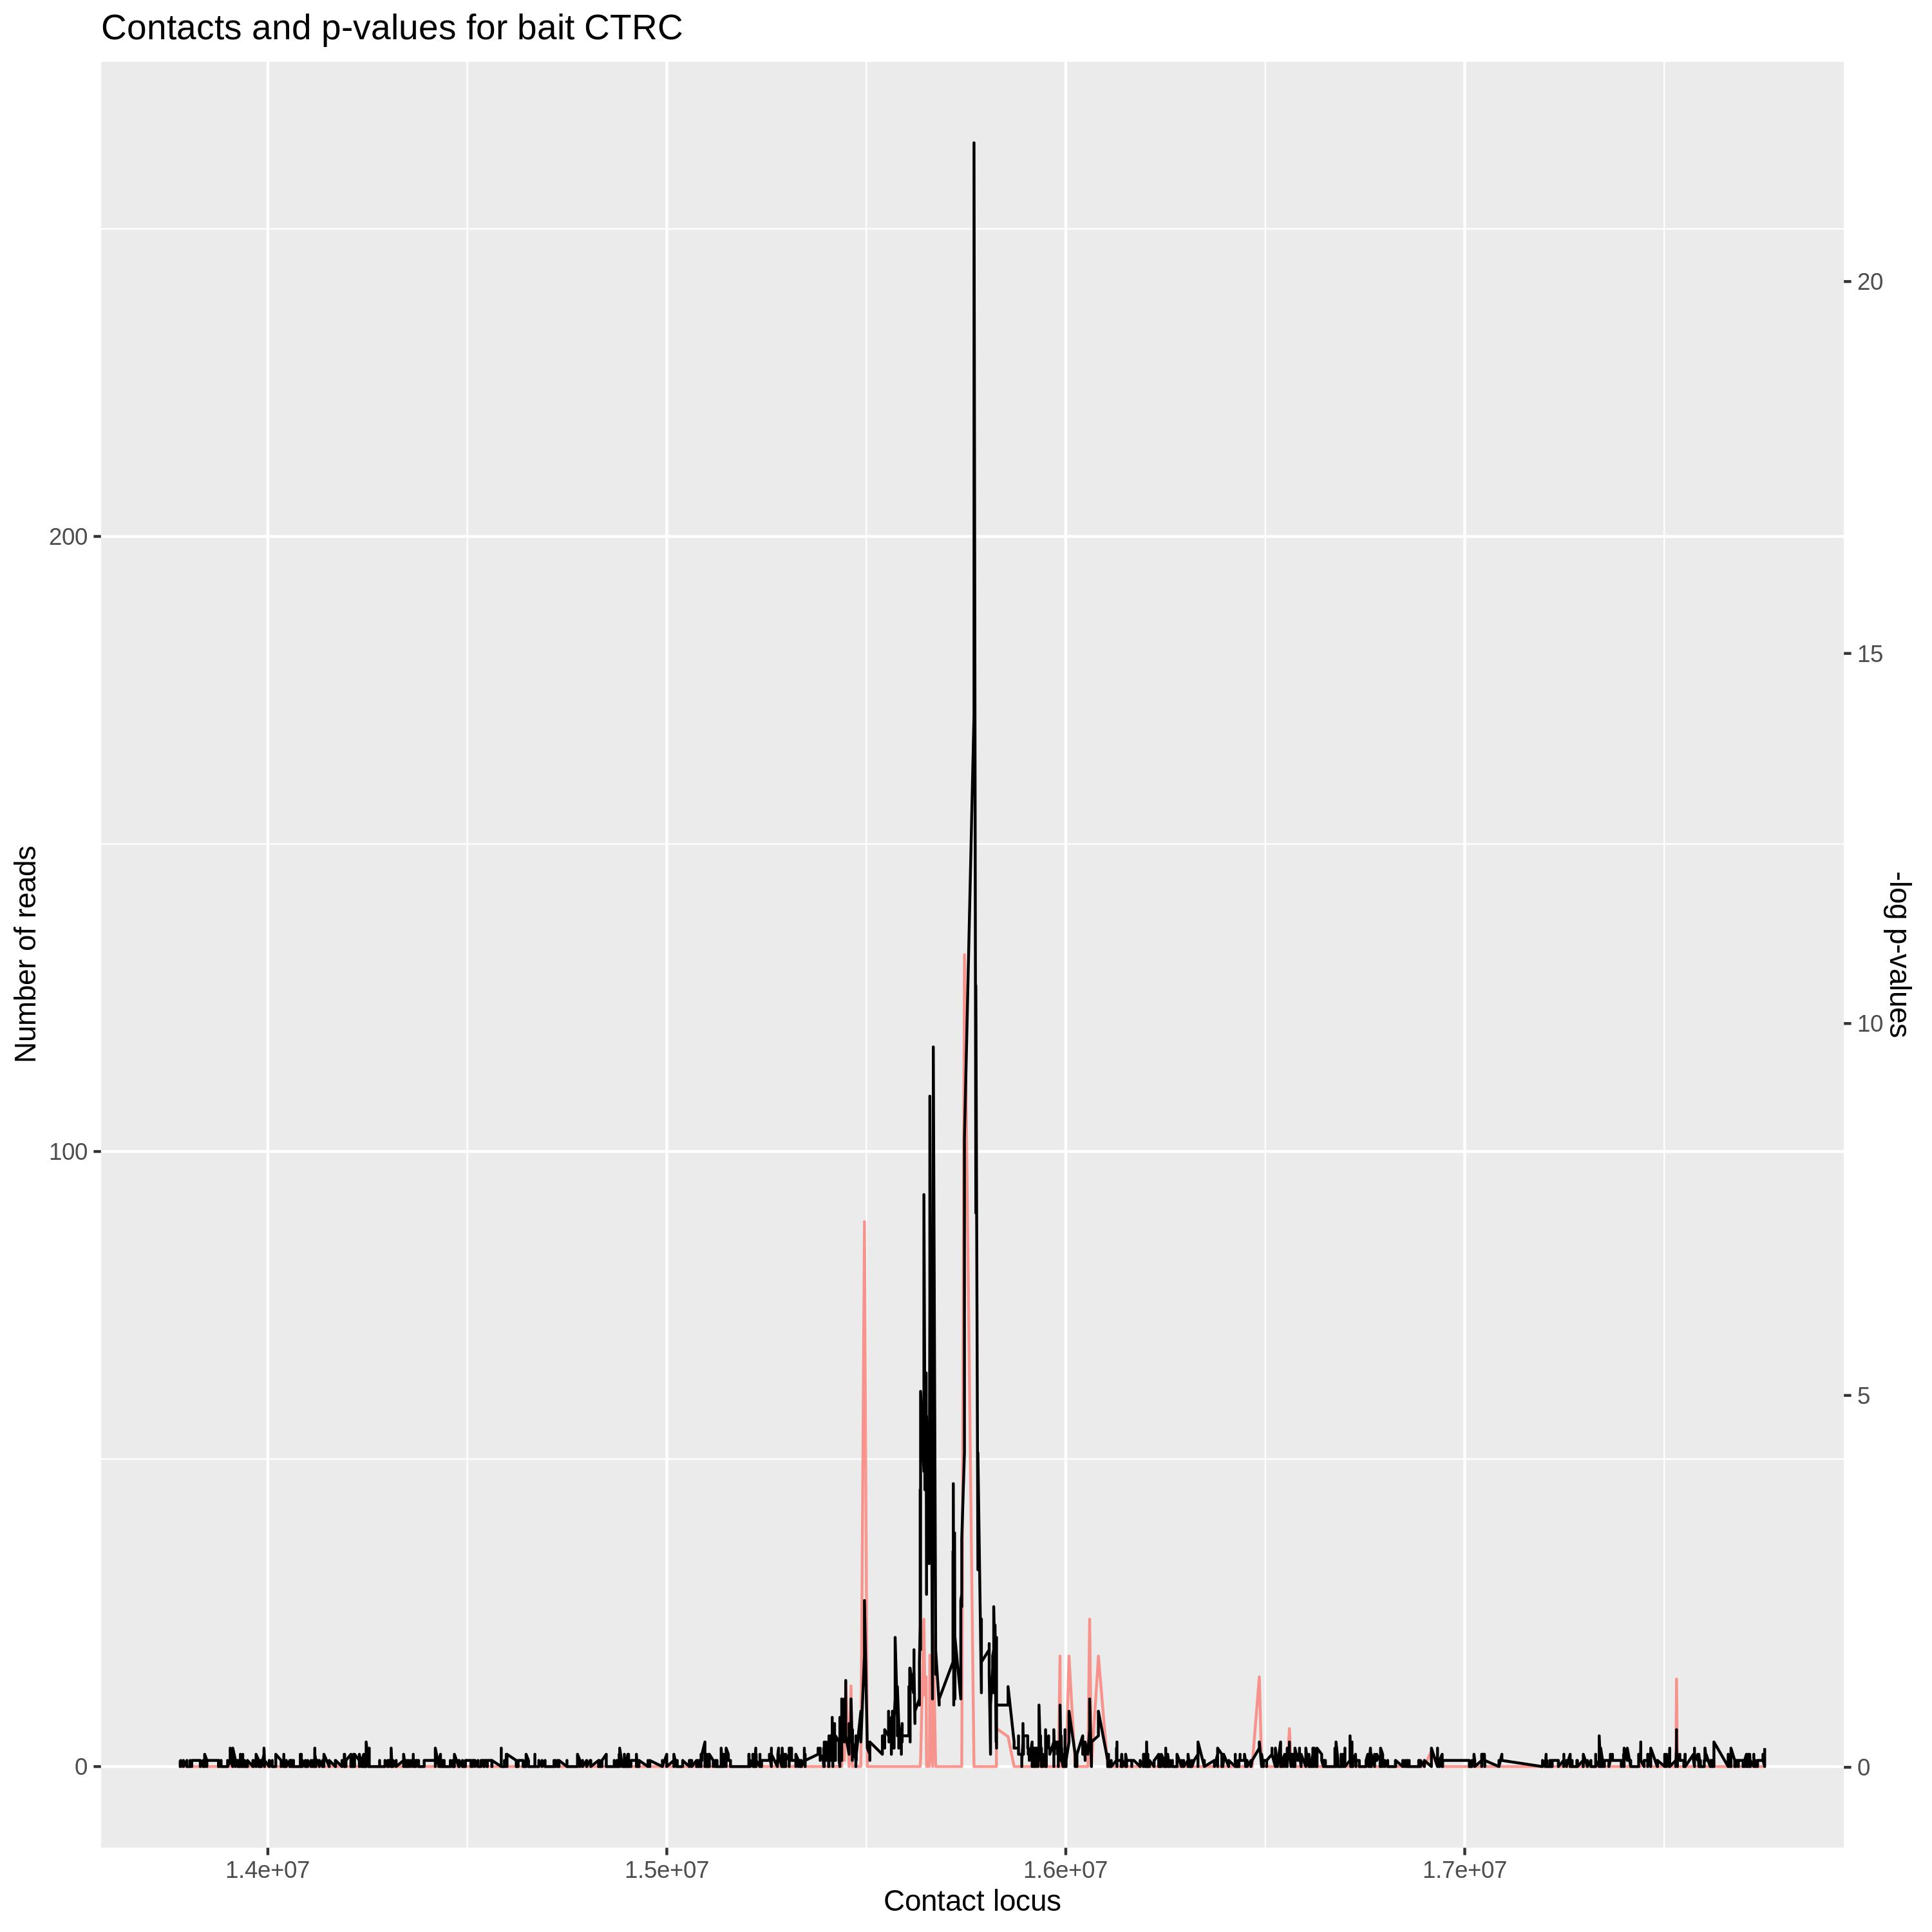 Contacts and p-values for bait CTRC
Number of reads
200
100
0
20
15
10
5
0
-log p-values
1.4e+07 1.5e+07 1.6e+07 1.7e+07
Contact locus